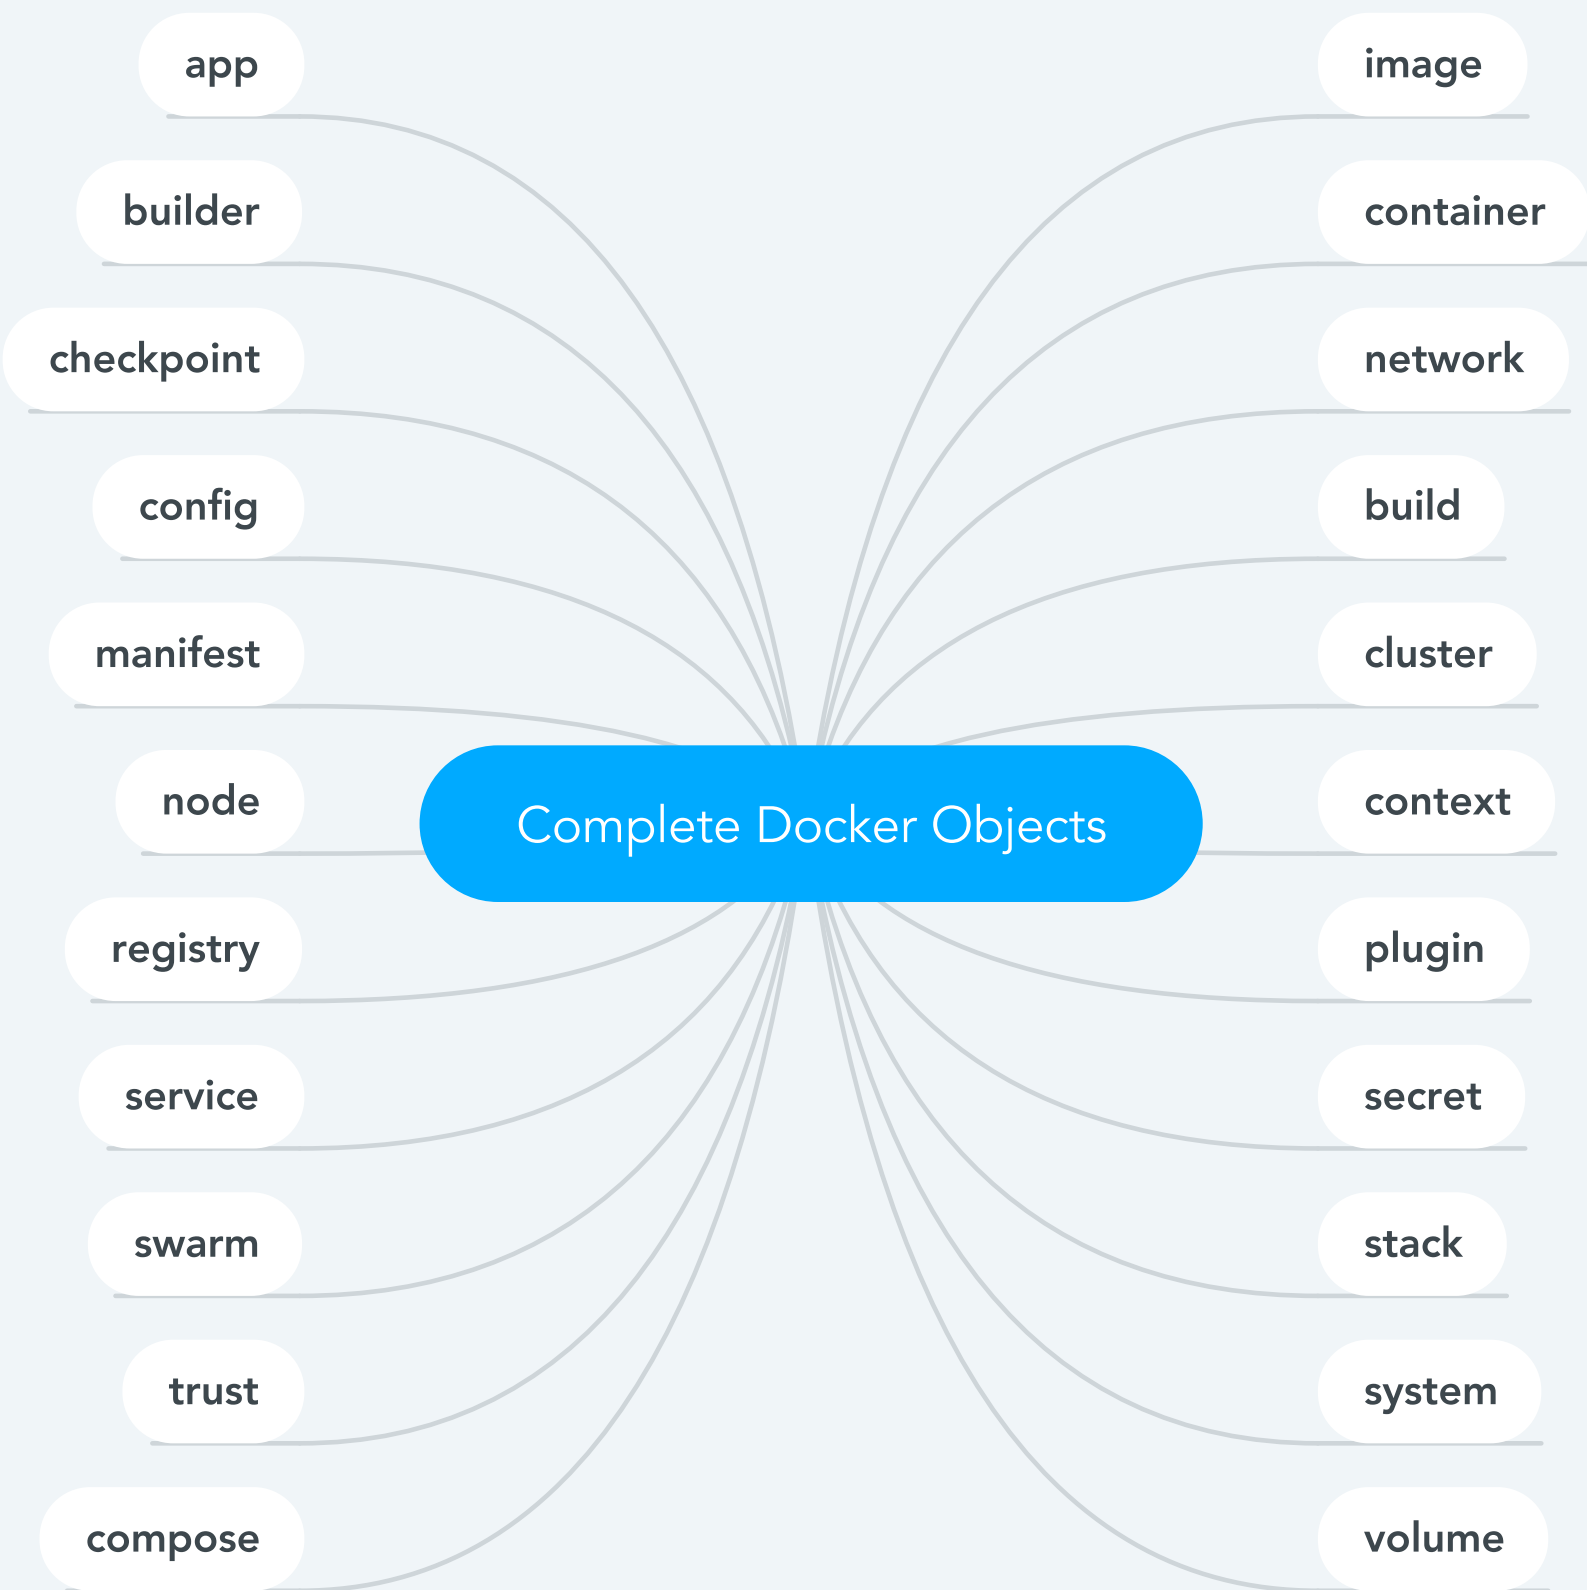 app
builder
checkpoint
config
manifest
node
registry
service
swarm
trust
compose
Complete Docker Objects
image
container
network
build
cluster
context
plugin
secret
stack
system
volume